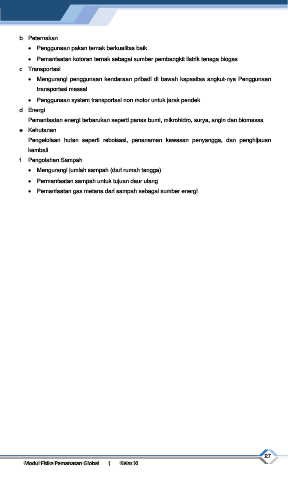 b Peternakan
• Penggunaan pakan ternak berkualitas baik
• Pemanfaatan kotoran ternak sebagai sumber pembangkit listrik tenaga biogas
c Transportasi
• Mengurangi penggunaan kendaraan pribadi di bawah kapasitas angkut-nya Penggunaan
transportasi massal
• Penggunaan system transportasi non motor untuk jarak pendek
d Energi
Pemanfaatan energi terbarukan seperti panas bumi, mikrohidro, surya, angin dan biomassa
e Kehutanan
Pengelolaan hutan seperti reboisasi, penanaman kawasan penyangga, dan penghijauan
kembali
f Pengolahan Sampah
• Mengurangi jumlah sampah (dari rumah tangga)
• Pemanfaatan sampah untuk tujuan daur ulang
• Pemanfaatan gas metana dari sampah sebagai sumber energi
27
Modul Fisika Pemanasan Global | Kelas XI